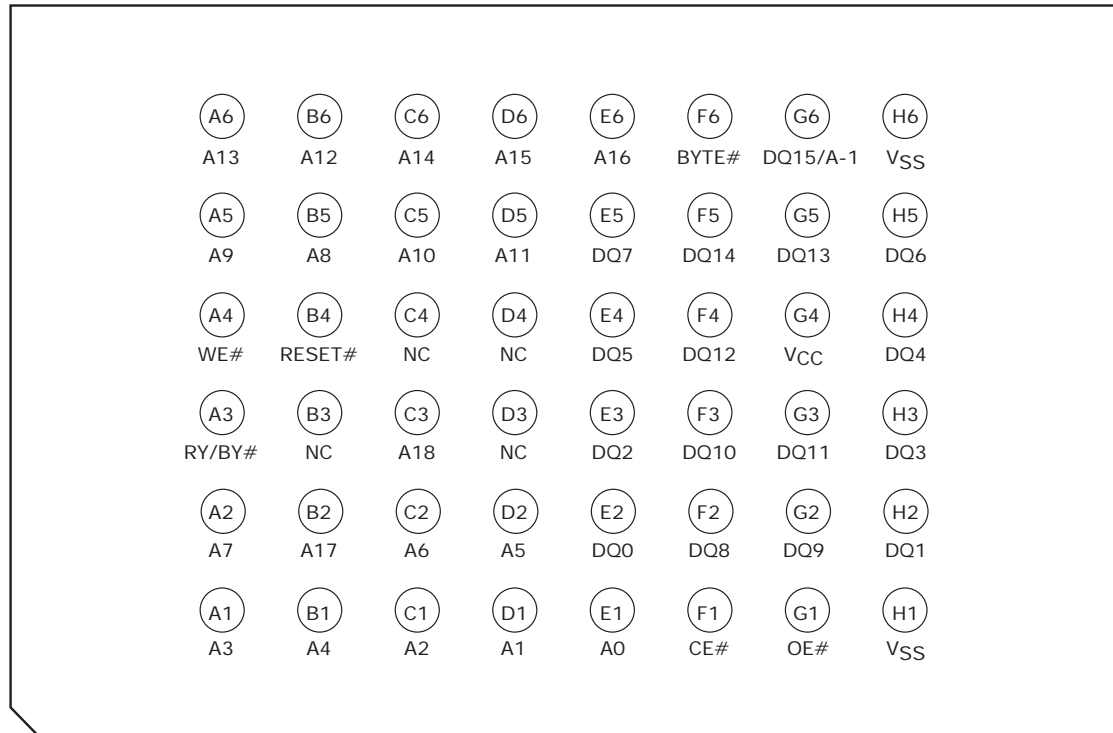 A6 B6 C6 D6 E6 F6 G6 H6
A13 A12 A14 A15 A16 BYTE# DQ15/A-1 VSS
A5 B5 C5 D5 E5 F5 G5 H5
A9 A8 A10 A11 DQ7 DQ14 DQ13 DQ6
A4 B4 C4 D4 E4 F4 G4 H4
WE# RESET# NC NC DQ5 DQ12 VCC DQ4
A3 B3 C3 D3 E3 F3 G3 H3
RY/BY# NC A18 NC DQ2 DQ10 DQ11 DQ3
A2 B2 C2 D2 E2 F2 G2 H2
A7 A17 A6 A5 DQ0 DQ8 DQ9 DQ1
A1 B1 C1 D1 E1 F1 G1 H1
A3 A4 A2 A1 A0 CE# OE# VSS